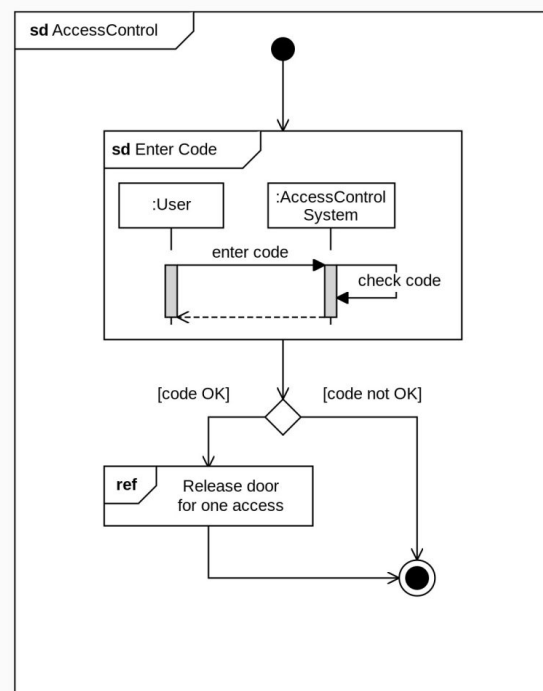 sd AccessControl
sd Enter Code
:User
:AccessControl
System
enter code
check code
[code OK]
[code not OK]
ref
Release door
for one access